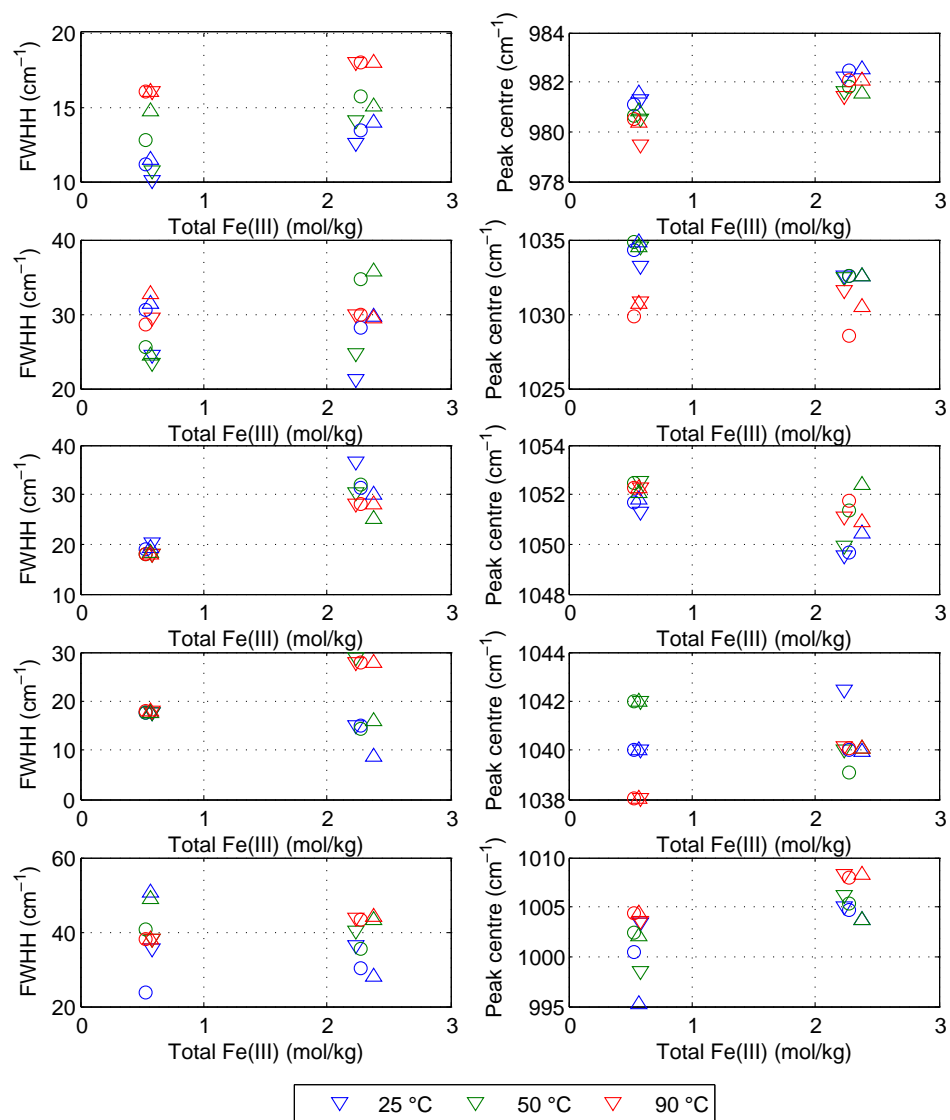 FWHH (cm⁻¹)
20
15
10
0 1 2 3
Total Fe(III) (mol/kg)
Peak centre (cm⁻¹)
984
982
980
978
0 1 2 3
Total Fe(III) (mol/kg)
FWHH (cm⁻¹)
40
30
20
0 1 2 3
Total Fe(III) (mol/kg)
Peak centre (cm⁻¹)
1035
1030
1025
0 1 2 3
Total Fe(III) (mol/kg)
FWHH (cm⁻¹)
40
30
20
10
0 1 2 3
Total Fe(III) (mol/kg)
Peak centre (cm⁻¹)
1054
1052
1050
1048
0 1 2 3
Total Fe(III) (mol/kg)
FWHH (cm⁻¹)
30
20
10
0
0 1 2 3
Total Fe(III) (mol/kg)
Peak centre (cm⁻¹)
1044
1042
1040
1038
0 1 2 3
Total Fe(III) (mol/kg)
FWHH (cm⁻¹)
60
40
20
0 1 2 3
Total Fe(III) (mol/kg)
Peak centre (cm⁻¹)
1010
1005
1000
995
0 1 2 3
Total Fe(III) (mol/kg)
25 °C 50 °C 90 °C